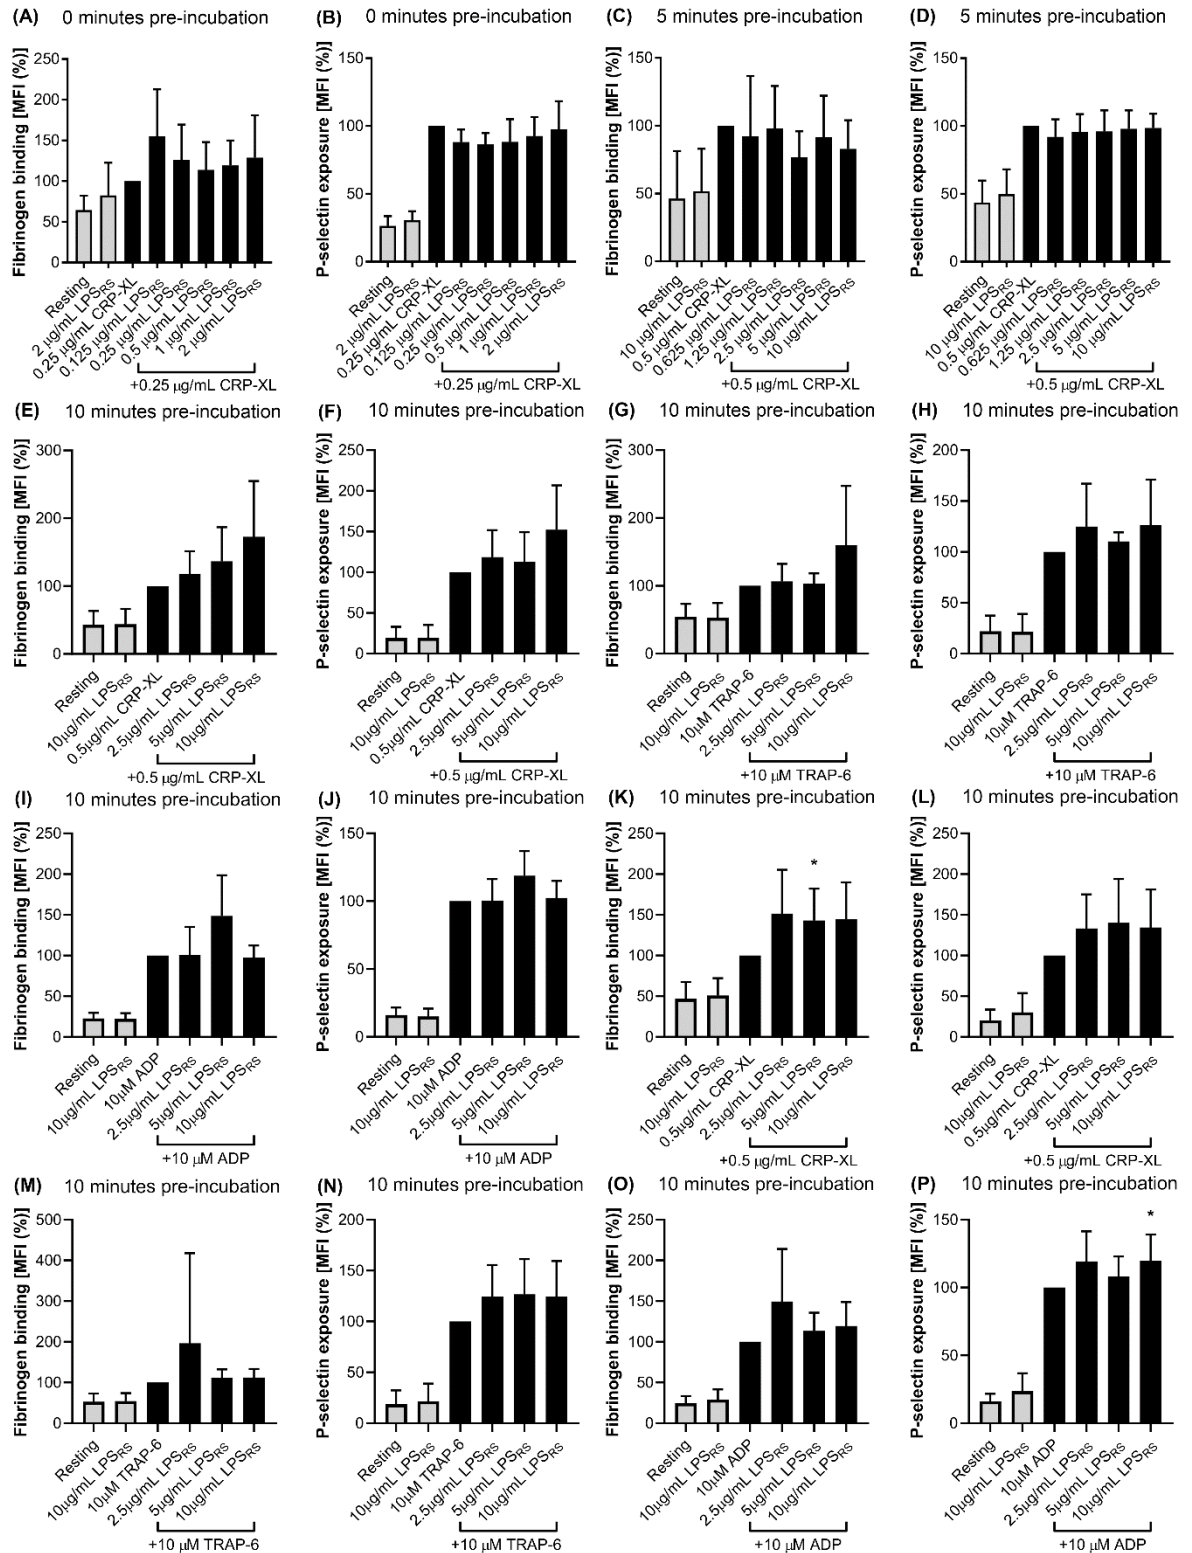 (A) 0 minutes pre-incubation
Fibrinogen binding [MFI (%)]
250
200
150
100
50
0
Resting
2 µg/mL LPSRS
0.25 µg/mL CRP-XL
0.125 µg/mL LPSRS
0.25 µg/mL LPSRS
0.5 µg/mL LPSRS
1 µg/mL LPSRS
2 µg/mL LPSRS
+0.25 µg/mL CRP-XL
(B) 0 minutes pre-incubation
P-selectin exposure [MFI (%)]
150
100
50
0
Resting
2 µg/mL LPSRS
0.25 µg/mL CRP-XL
0.125 µg/mL LPSRS
0.25 µg/mL LPSRS
0.5 µg/mL LPSRS
1 µg/mL LPSRS
2 µg/mL LPSRS
+0.25 µg/mL CRP-XL
(C) 5 minutes pre-incubation
Fibrinogen binding [MFI (%)]
150
100
50
0
Resting
10 µg/mL LPSRS
0.5 µg/mL CRP-XL
0.625 µg/mL LPSRS
1.25 µg/mL LPSRS
2.5 µg/mL LPSRS
5 µg/mL LPSRS
10 µg/mL LPSRS
+0.5 µg/mL CRP-XL
(D) 5 minutes pre-incubation
P-selectin exposure [MFI (%)]
150
100
50
0
Resting
10 µg/mL LPSRS
0.5 µg/mL CRP-XL
0.625 µg/mL LPSRS
1.25 µg/mL LPSRS
2.5 µg/mL LPSRS
5 µg/mL LPSRS
10 µg/mL LPSRS
+0.5 µg/mL CRP-XL
(E) 10 minutes pre-incubation
Fibrinogen binding [MFI (%)]
300
200
100
0
Resting
10µg/mL LPSRS
0.5µg/mL CRP-XL
2.5µg/mL LPSRS
5µg/mL LPSRS
10µg/mL LPSRS
+0.5 µg/mL CRP-XL
(F) 10 minutes pre-incubation
P-selectin exposure [MFI (%)]
250
200
150
100
50
0
Resting
10µg/mL LPSRS
0.5µg/mL CRP-XL
2.5µg/mL LPSRS
5µg/mL LPSRS
10µg/mL LPSRS
+0.5 µg/mL CRP-XL
(G) 10 minutes pre-incubation
Fibrinogen binding [MFI (%)]
300
200
100
0
Resting
10µg/mL LPSRS
10µM TRAP-6
2.5µg/mL LPSRS
5µg/mL LPSRS
10µg/mL LPSRS
+10 µM TRAP-6
(H) 10 minutes pre-incubation
P-selectin exposure [MFI (%)]
200
150
100
50
0
Resting
10µg/mL LPSRS
10µM TRAP-6
2.5µg/mL LPSRS
5µg/mL LPSRS
10µg/mL LPSRS
+10 µM TRAP-6
(I) 10 minutes pre-incubation
Fibrinogen binding [MFI (%)]
250
200
150
100
50
0
Resting
10µg/mL LPSRS
10µM ADP
2.5µg/mL LPSRS
5µg/mL LPSRS
10µg/mL LPSRS
+10 µM ADP
(J) 10 minutes pre-incubation
P-selectin exposure [MFI (%)]
150
100
50
0
Resting
10µg/mL LPSRS
10µM ADP
2.5µg/mL LPSRS
5µg/mL LPSRS
10µg/mL LPSRS
+10 µM ADP
(K) 10 minutes pre-incubation
Fibrinogen binding [MFI (%)]
250
200
150
100
50
0
*
Resting
10µg/mL LPSRS
0.5µg/mL CRP-XL
2.5µg/mL LPSRS
5µg/mL LPSRS
10µg/mL LPSRS
+0.5 µg/mL CRP-XL
(L) 10 minutes pre-incubation
P-selectin exposure [MFI (%)]
250
200
150
100
50
0
Resting
10µg/mL LPSRS
0.5µg/mL CRP-XL
2.5µg/mL LPSRS
5µg/mL LPSRS
10µg/mL LPSRS
+0.5 µg/mL CRP-XL
(M) 10 minutes pre-incubation
Fibrinogen binding [MFI (%)]
500
400
300
200
100
0
Resting
10µg/mL LPSRS
10µM TRAP-6
2.5µg/mL LPSRS
5µg/mL LPSRS
10µg/mL LPSRS
+10 µM TRAP-6
(N) 10 minutes pre-incubation
P-selectin exposure [MFI (%)]
200
150
100
50
0
Resting
10µg/mL LPSRS
10µM TRAP-6
2.5µg/mL LPSRS
5µg/mL LPSRS
10µg/mL LPSRS
+10 µM TRAP-6
(O) 10 minutes pre-incubation
Fibrinogen binding [MFI (%)]
250
200
150
100
50
0
Resting
10µg/mL LPSRS
10µM ADP
2.5µg/mL LPSRS
5µg/mL LPSRS
10µg/mL LPSRS
+10 µM ADP
(P) 10 minutes pre-incubation
P-selectin exposure [MFI (%)]
150
100
50
0
*
Resting
10µg/mL LPSRS
10µM ADP
2.5µg/mL LPSRS
5µg/mL LPSRS
10µg/mL LPSRS
+10 µM ADP